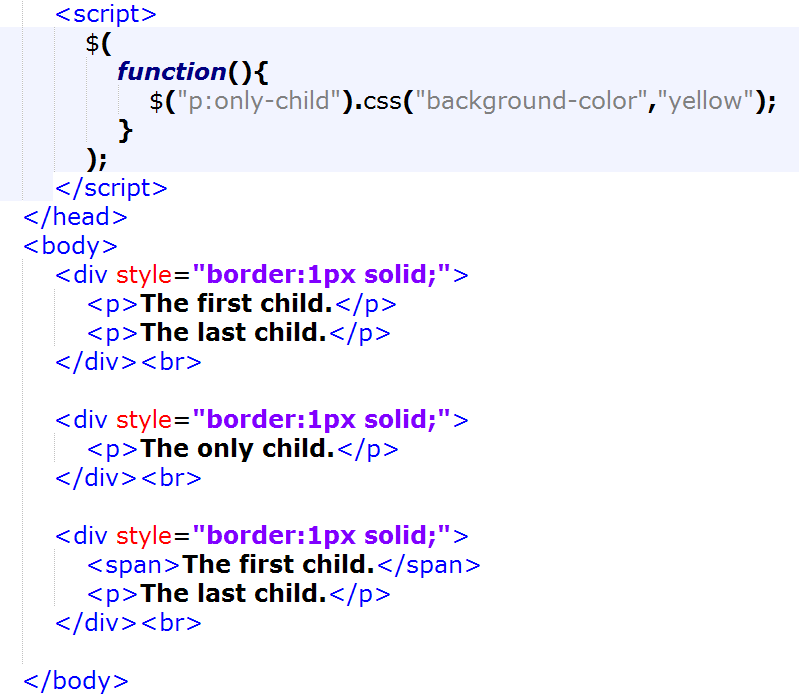 <script>
$(
function(){
$("p:only-child").css("background-color","yellow");
}
);
</script>
</head>
<body>
<div style="border:1px solid;">
<p>The first child.</p>
<p>The last child.</p>
</div><br>
<div style="border:1px solid;">
<p>The only child.</p>
</div><br>
<div style="border:1px solid;">
<span>The first child.</span>
<p>The last child.</p>
</div><br>
</body>